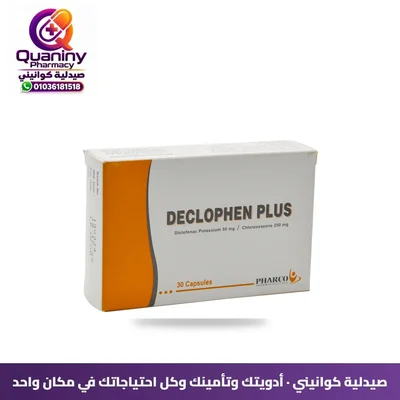 Quaniny
Pharmacy
صيدلية كوانيني
01036181518
DECLOPHEN PLUS
Diclofenac Potassium 50 mg / Chlorzoxazone 250 mg
30 Capsules
PHARCO
صيدلية كوانيني - أدويتك وتأمينك وكل احتياجاتك في مكان واحد